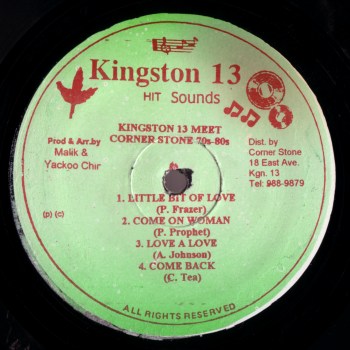 Kingston 13
HIT Sounds
KINGSTON 13 MEET
CORNER STONE 70s-80s
Prod & Arr.by
Malik &
Yackoo Chir
Dist. by
Corner Stone
18 East Ave.
Kgn. 13
Tel: 988-9879
1. LITTLE BIT OF LOVE
(P. Frazer)
2. COME ON WOMAN
(P. Prophet)
3. LOVE A LOVE
(A. Johnson)
4. COME BACK
(C. Tea)
(p) (c)
ALL RIGHTS RESERVED